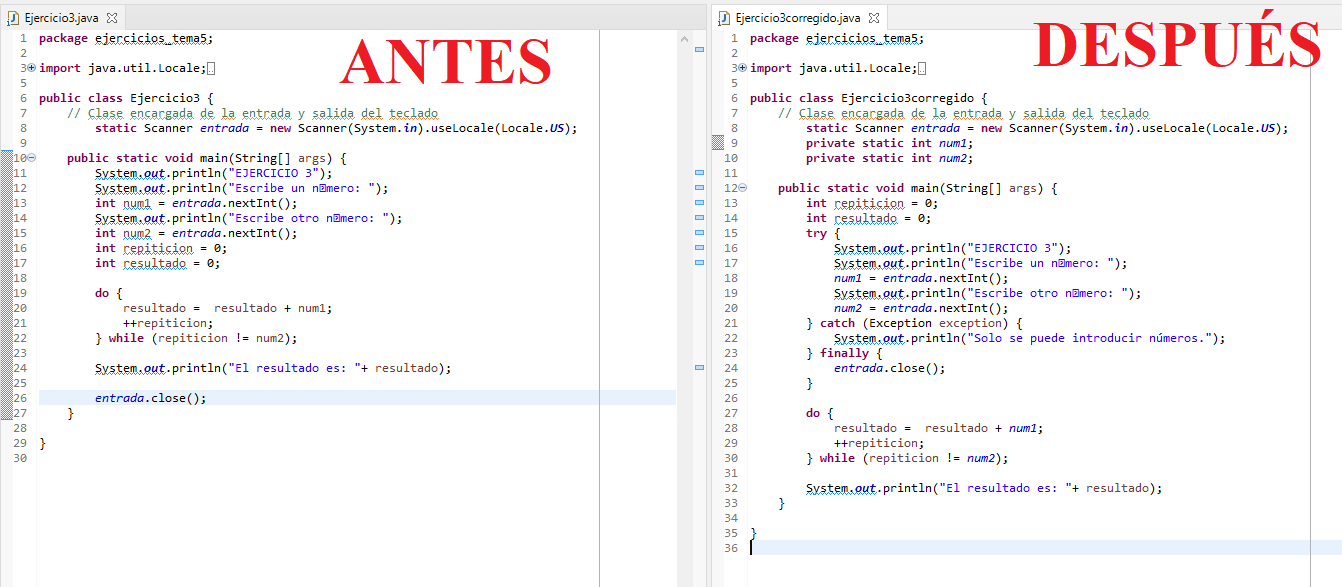 Ejercicio3.java
ANTES
1 package ejercicios_tema5;
2
3 import java.util.Locale;
5
6 public class Ejercicio3 {
7 // Clase encargada de la entrada y salida del teclado
8 static Scanner entrada = new Scanner(System.in).useLocale(Locale.US);
9
10 public static void main(String[] args) {
11 System.out.println("EJERCICIO 3");
12 System.out.println("Escribe un n�mero: ");
13 int num1 = entrada.nextInt();
14 System.out.println("Escribe otro n�mero: ");
15 int num2 = entrada.nextInt();
16 int repiticion = 0;
17 int resultado = 0;
18
19 do {
20 resultado =  resultado + num1;
21 ++repiticion;
22 } while (repiticion != num2);
23
24 System.out.println("El resultado es: "+ resultado);
25
26 entrada.close();
27 }
28
29 }
30
Ejercicio3corregido.java
DESPUÉS
1 package ejercicios_tema5;
2
3 import java.util.Locale;
5
6 public class Ejercicio3corregido {
7 // Clase encargada de la entrada y salida del teclado
8 static Scanner entrada = new Scanner(System.in).useLocale(Locale.US);
9 private static int num1;
10 private static int num2;
11
12 public static void main(String[] args) {
13 int repiticion = 0;
14 int resultado = 0;
15 try {
16 System.out.println("EJERCICIO 3");
17 System.out.println("Escribe un n�mero: ");
18 num1 = entrada.nextInt();
19 System.out.println("Escribe otro n�mero: ");
20 num2 = entrada.nextInt();
21 } catch (Exception exception) {
22 System.out.println("Solo se puede introducir números.");
23 } finally {
24 entrada.close();
25 }
26
27 do {
28 resultado =  resultado + num1;
29 ++repiticion;
30 } while (repiticion != num2);
31
32 System.out.println("El resultado es: "+ resultado);
33 }
34
35 }
36